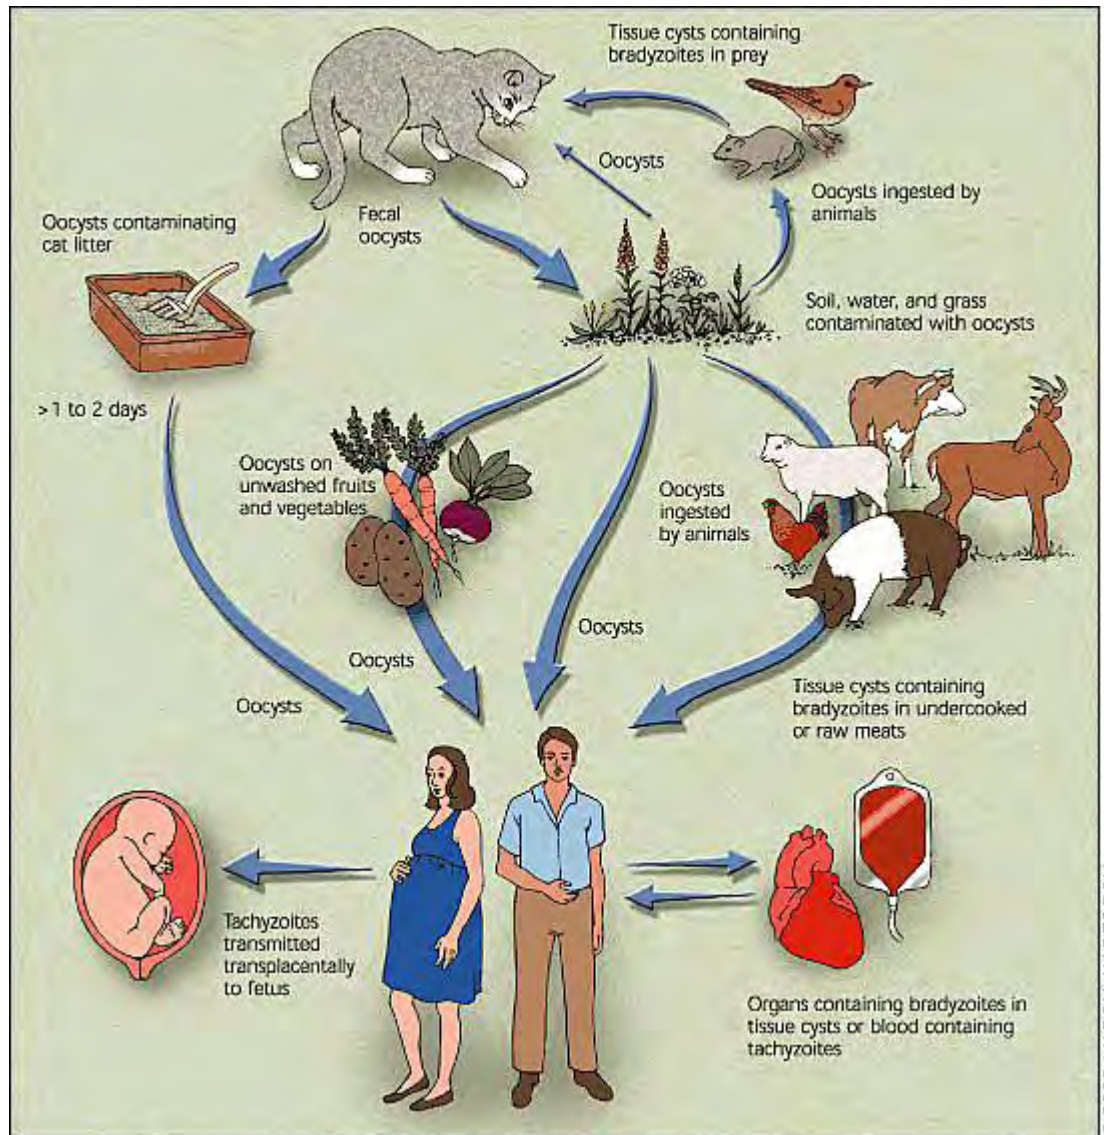 Tissue cysts containing
bradyzoites in prey
Oocysts
Oocysts ingested by
animals
Oocysts contaminating
cat litter
Fecal
oocysts
Soil, water, and grass
contaminated with oocysts
>1 to 2 days
Oocysts on
unwashed fruits
and vegetables
Oocysts
ingested
by animals
Oocysts
Oocysts
Oocysts
Tissue cysts containing
bradyzoites in undercooked
or raw meats
Tachyzoites
transmitted
transplacentally
to fetus
Organs containing bradyzoites in
tissue cysts or blood containing
tachyzoites